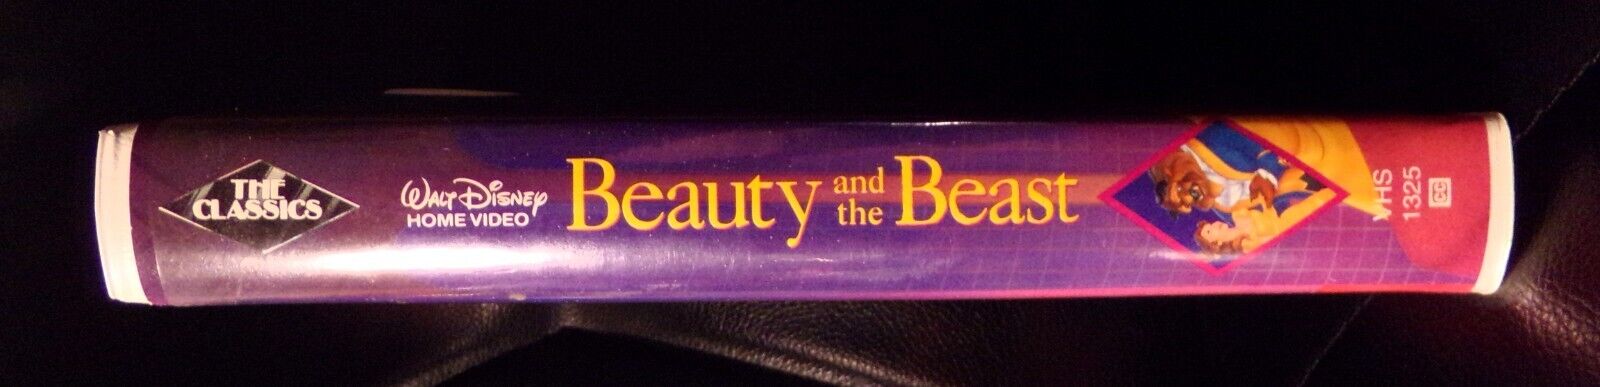 THE
CLASSICS
WALT DISNEY
HOME VIDEO
Beauty and the Beast
VHS
1325
CC